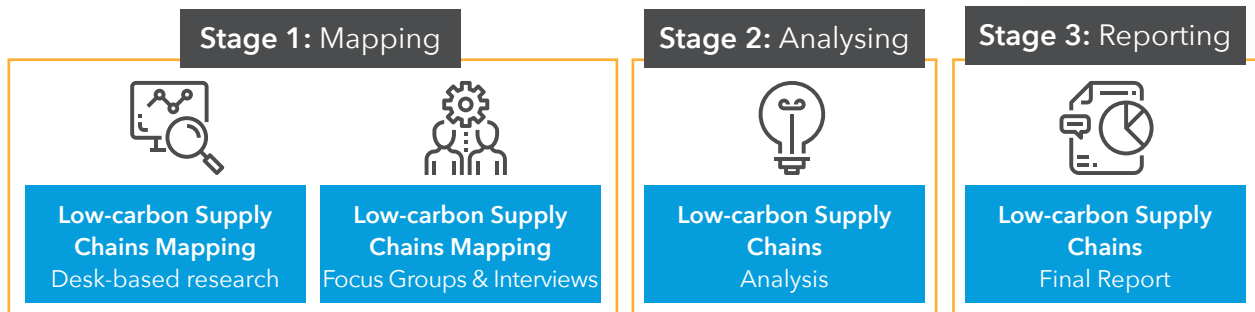 Stage 1: Mapping
Low-carbon Supply
Chains Mapping
Desk-based research
Low-carbon Supply
Chains Mapping
Focus Groups & Interviews
Stage 2: Analysing
Low-carbon Supply
Chains
Analysis
Stage 3: Reporting
Low-carbon Supply
Chains
Final Report